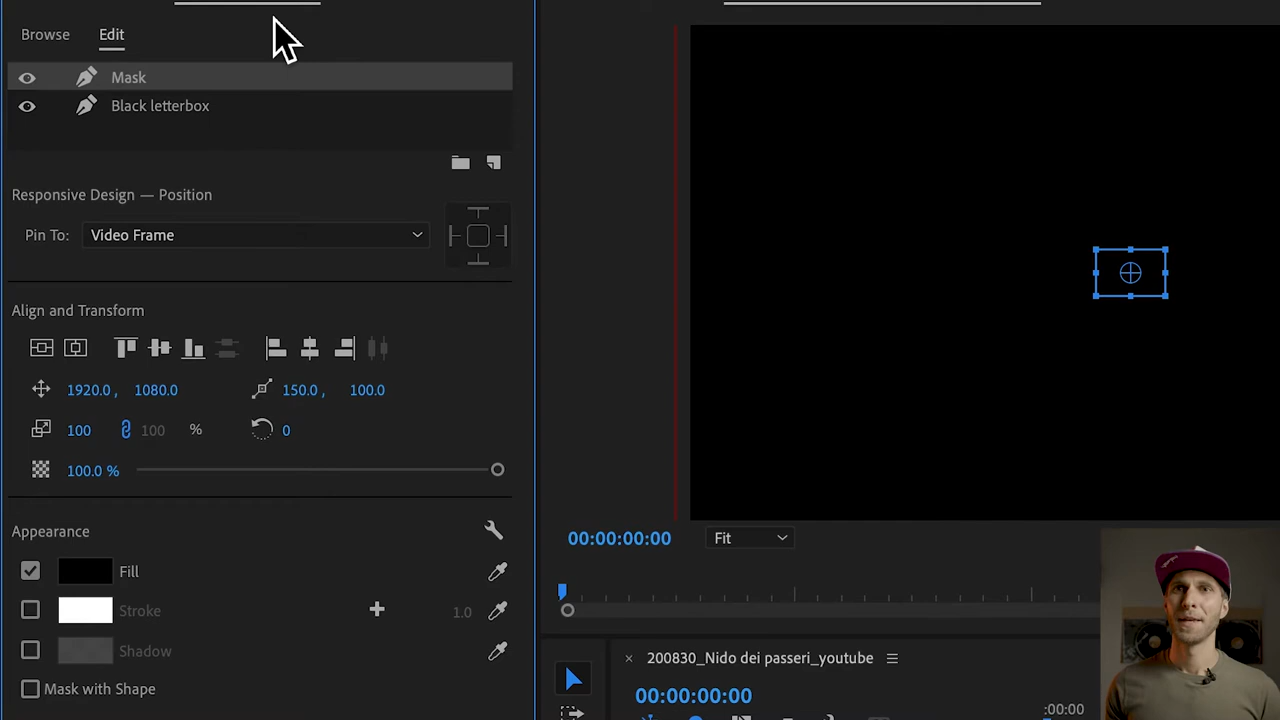 Browse Edit
Mask
Black letterbox
Responsive Design — Position
Pin To: Video Frame
Align and Transform
1920.0 , 1080.0 150.0 , 100.0
100 100 % 0
100.0 %
Appearance
Fill
Stroke 1.0
Shadow
Mask with Shape
00:00:00:00 Fit
× 200830_Nido dei passeri_youtube
00:00:00:00
:00:00